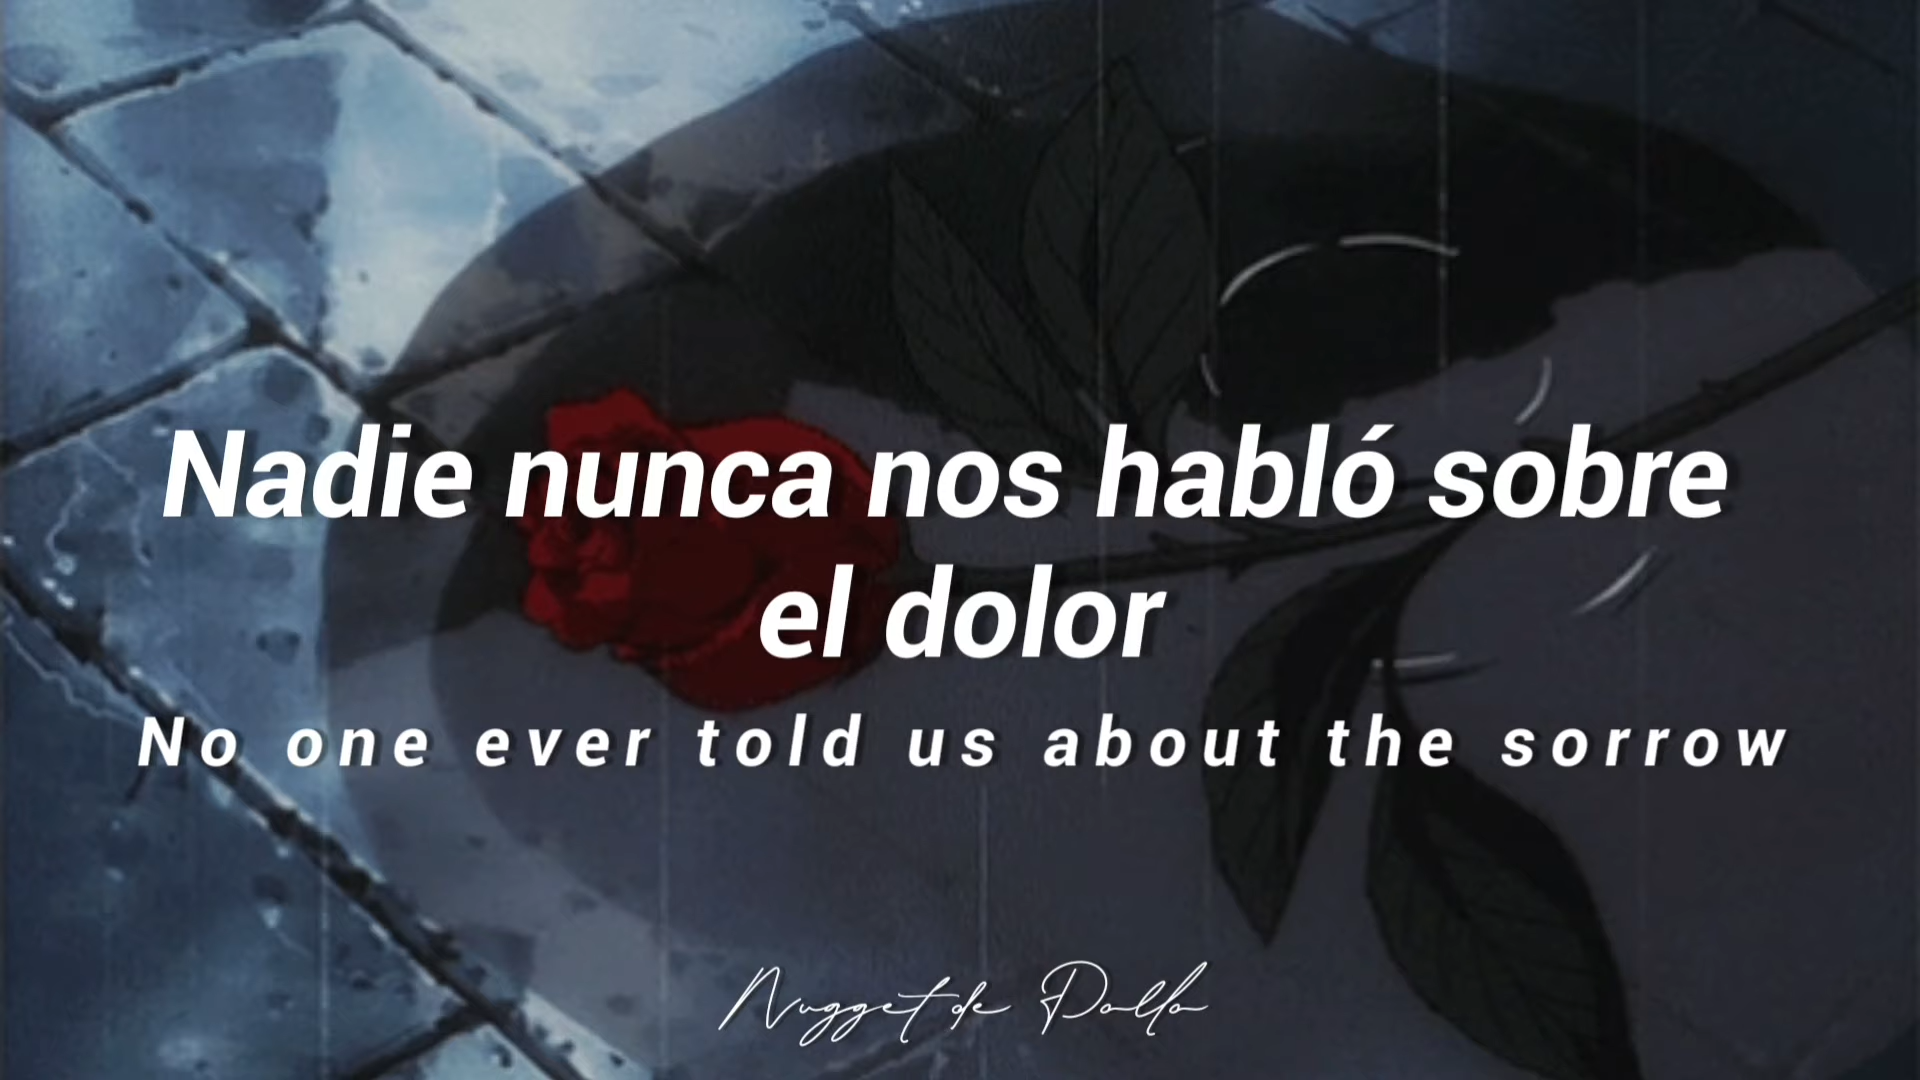 Nadie nunca nos habló sobre
el dolor
No one ever told us about the sorrow
Nugget de Pollo